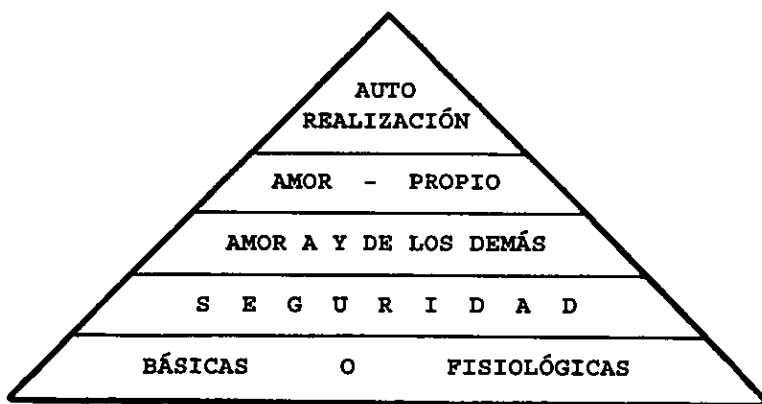 AUTO
REALIZACIÓN
AMOR - PROPIO
AMOR A Y DE LOS DEMÁS
S E G U R I D A D
BÁSICAS O FISIOLÓGICAS